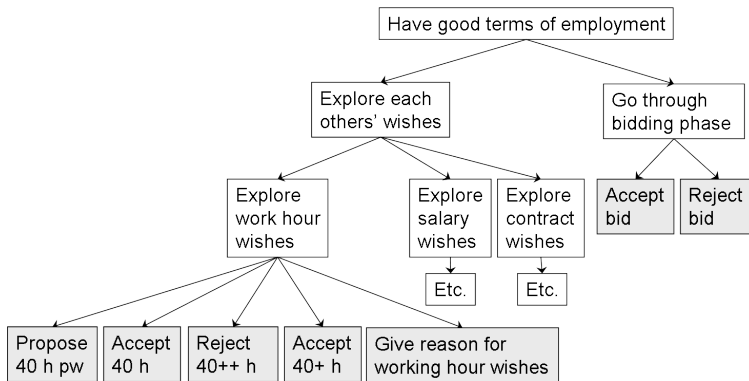 Have good terms of employment
Explore each
others' wishes
Go through
bidding phase
Explore
work hour
wishes
Explore
salary
wishes
Explore
contract
wishes
Accept
bid
Reject
bid
Etc.
Etc.
Propose
40 h pw
Accept
40 h
Reject
40++ h
Accept
40+ h
Give reason for
working hour wishes